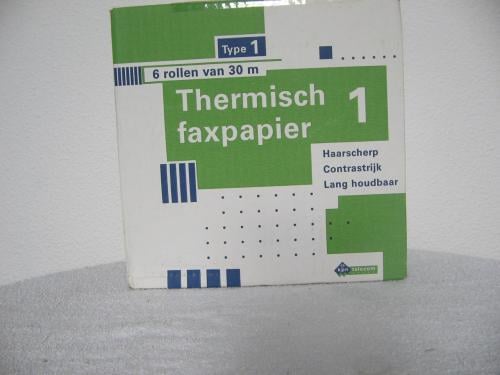 Type 1
6 rollen van 30 m
Thermisch 1
faxpapier
Haarscherp
Contrastrijk
Lang houdbaar
kpn telecom